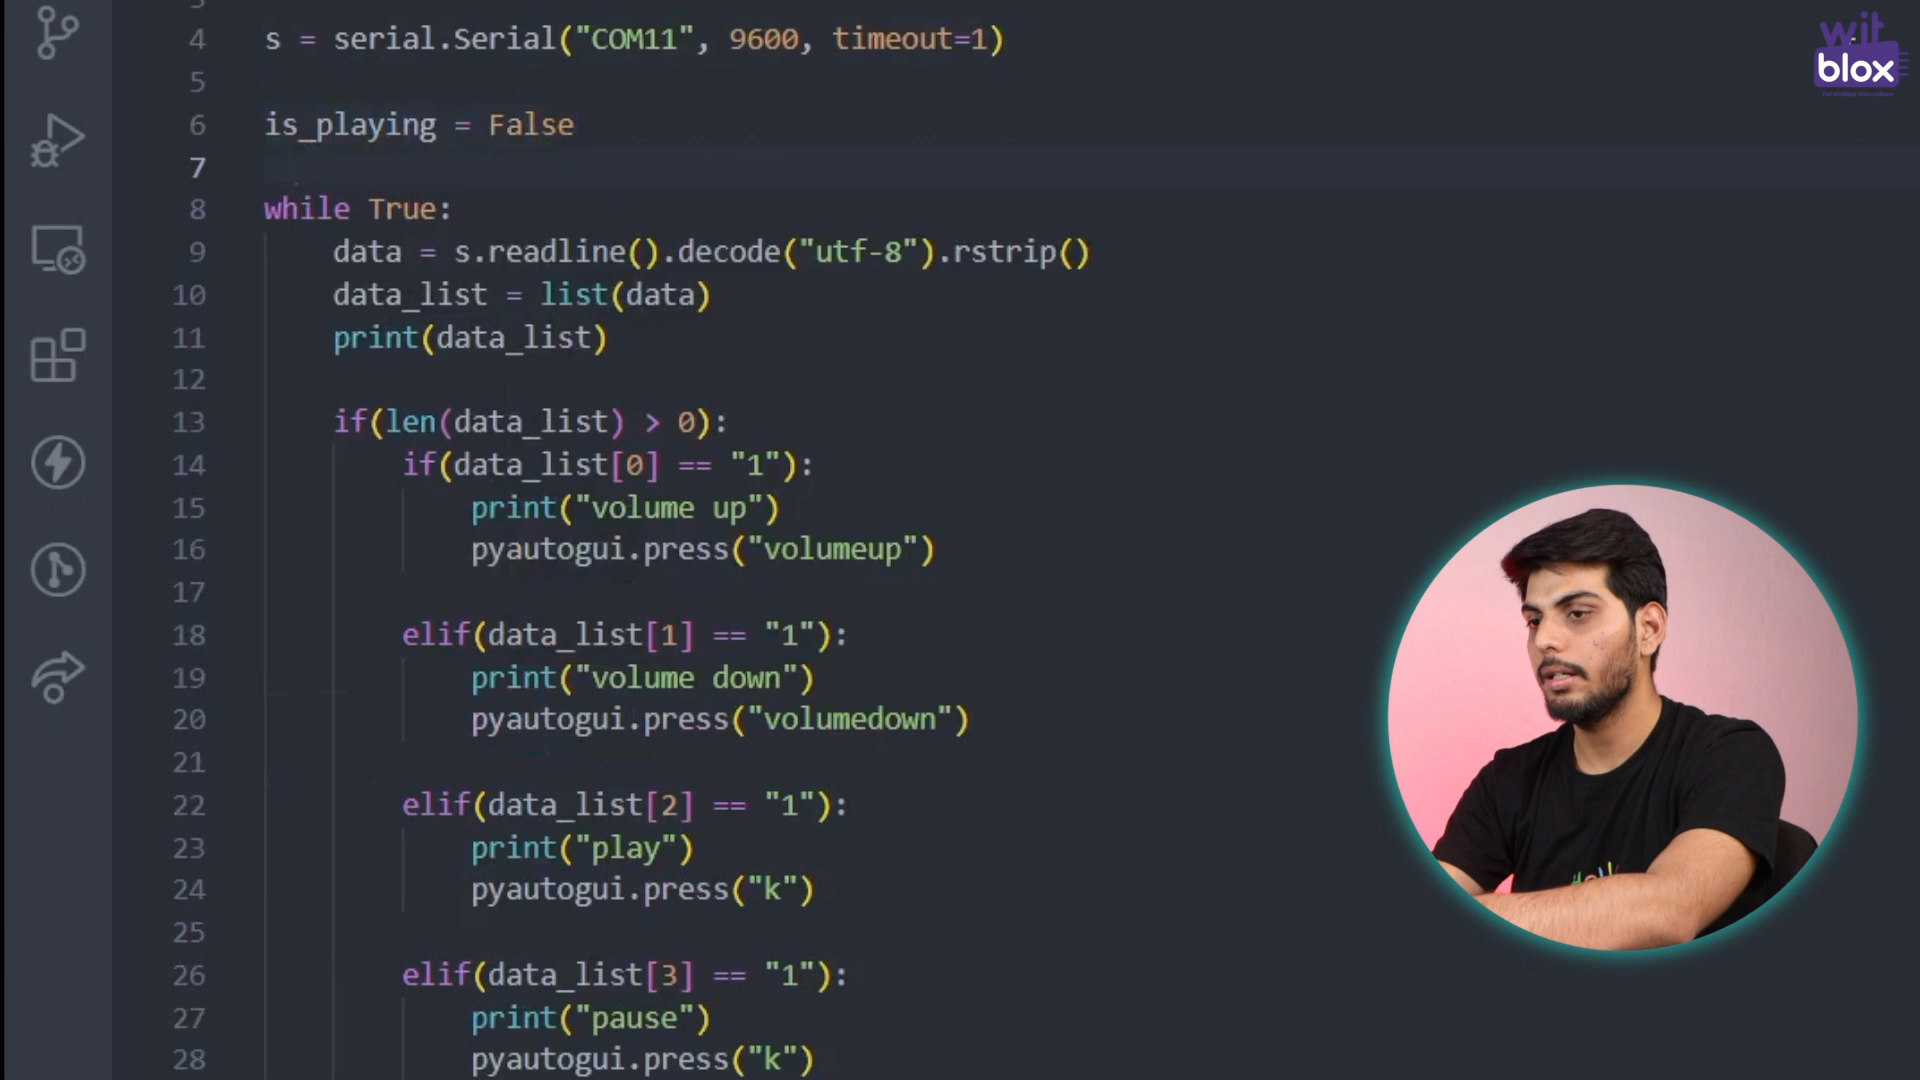 wit
blox
4 s = serial.Serial("COM11", 9600, timeout=1)
5
6 is_playing = False
7
8 while True:
9 data = s.readline().decode("utf-8").rstrip()
10 data_list = list(data)
11 print(data_list)
12
13 if(len(data_list) > 0):
14 if(data_list[0] == "1"):
15 print("volume up")
16 pyautogui.press("volumeup")
17
18 elif(data_list[1] == "1"):
19 print("volume down")
20 pyautogui.press("volumedown")
21
22 elif(data_list[2] == "1"):
23 print("play")
24 pyautogui.press("k")
25
26 elif(data_list[3] == "1"):
27 print("pause")
28 pyautogui.press("k")